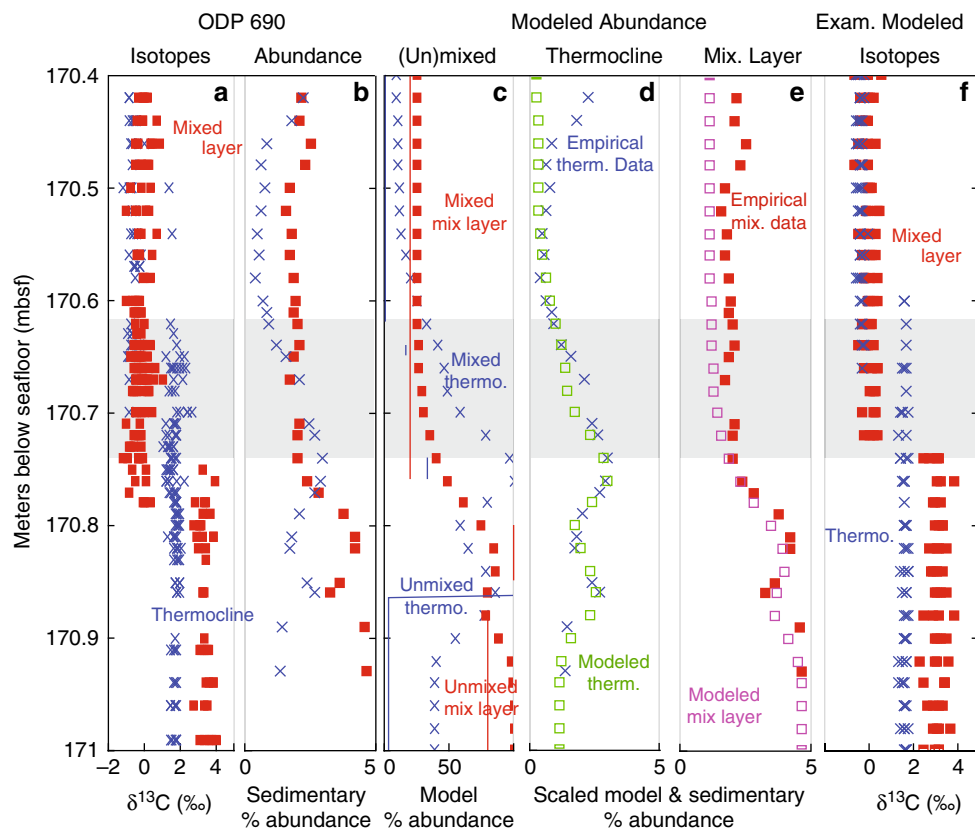 ODP 690 Modeled Abundance Exam. Modeled
Isotopes Abundance (Un)mixed Thermocline Mix. Layer Isotopes
170.4
170.5
170.6
170.7
170.8
170.9
171
Meters below seafloor (mbsf)
a
Mixed
layer
Thermocline
b
c
Mixed mix layer
Mixed
thermo.
Unmixed
thermo.
Unmixed
mix layer
d
Empirical
therm. Data
Modeled
therm.
e
Empirical
mix. data
Modeled
mix layer
f
Mixed
layer
Thermo.
−2 0 2 4 0 5 50 0 5 0 5 0 2 4
δ13C (‰) Sedimentary Model Scaled model & sedimentary δ13C (‰)
% abundance % abundance % abundance